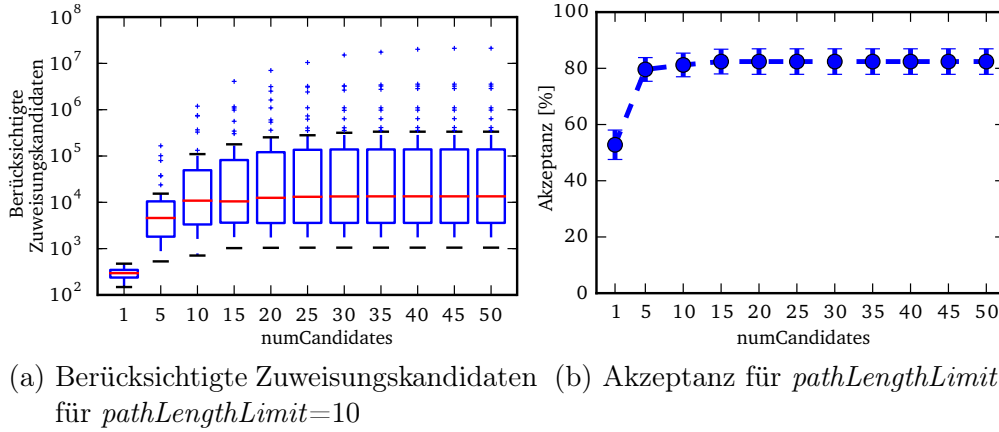 10^8
10^7
10^6
10^5
10^4
10^3
10^2
Berücksichtigte
Zuweisungskandidaten
1 5 10 15 20 25 30 35 40 45 50
numCandidates
100
80
60
40
20
0
Akzeptanz [%]
1 5 10 15 20 25 30 35 40 45 50
numCandidates
(a) Berücksichtigte Zuweisungskandidaten
für pathLengthLimit=10
(b) Akzeptanz für pathLengthLimit